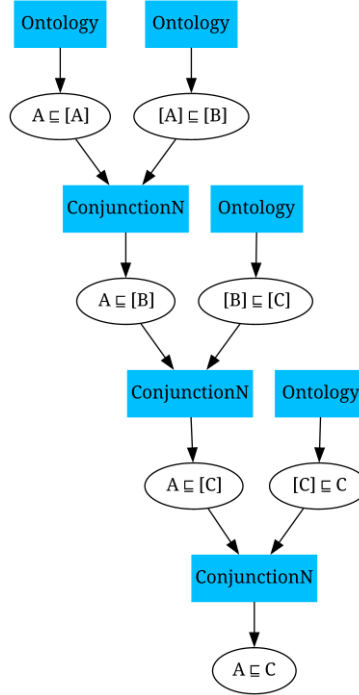 Ontology
Ontology
A ⊑ [A]
[A] ⊑ [B]
ConjunctionN
Ontology
A ⊑ [B]
[B] ⊑ [C]
ConjunctionN
Ontology
A ⊑ [C]
[C] ⊑ C
ConjunctionN
A ⊑ C